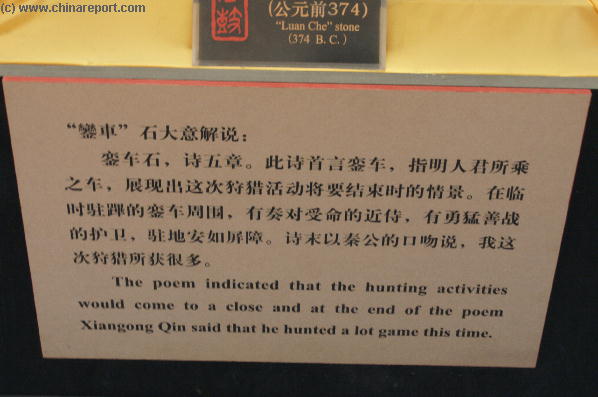 (c) www.chinareport.com
鼓
(公元前374)
"Luan Che" stone
(374 B. C.)
“鑾車”石大意解说：
銮车石，诗五章。此诗首言銮车，指明人君所乘
之车，展现出这次狩猎活动将要结束时的情景。在临
时驻跸的銮车周围，有奏对受命的近侍，有勇猛善战
的护卫，驻地安如屏障。诗末以秦公的口吻说，我这
次狩猎所获很多。
The poem indicated that the hunting activities
would come to a close and at the end of the poem
Xiangong Qin said that he hunted a lot game this time.